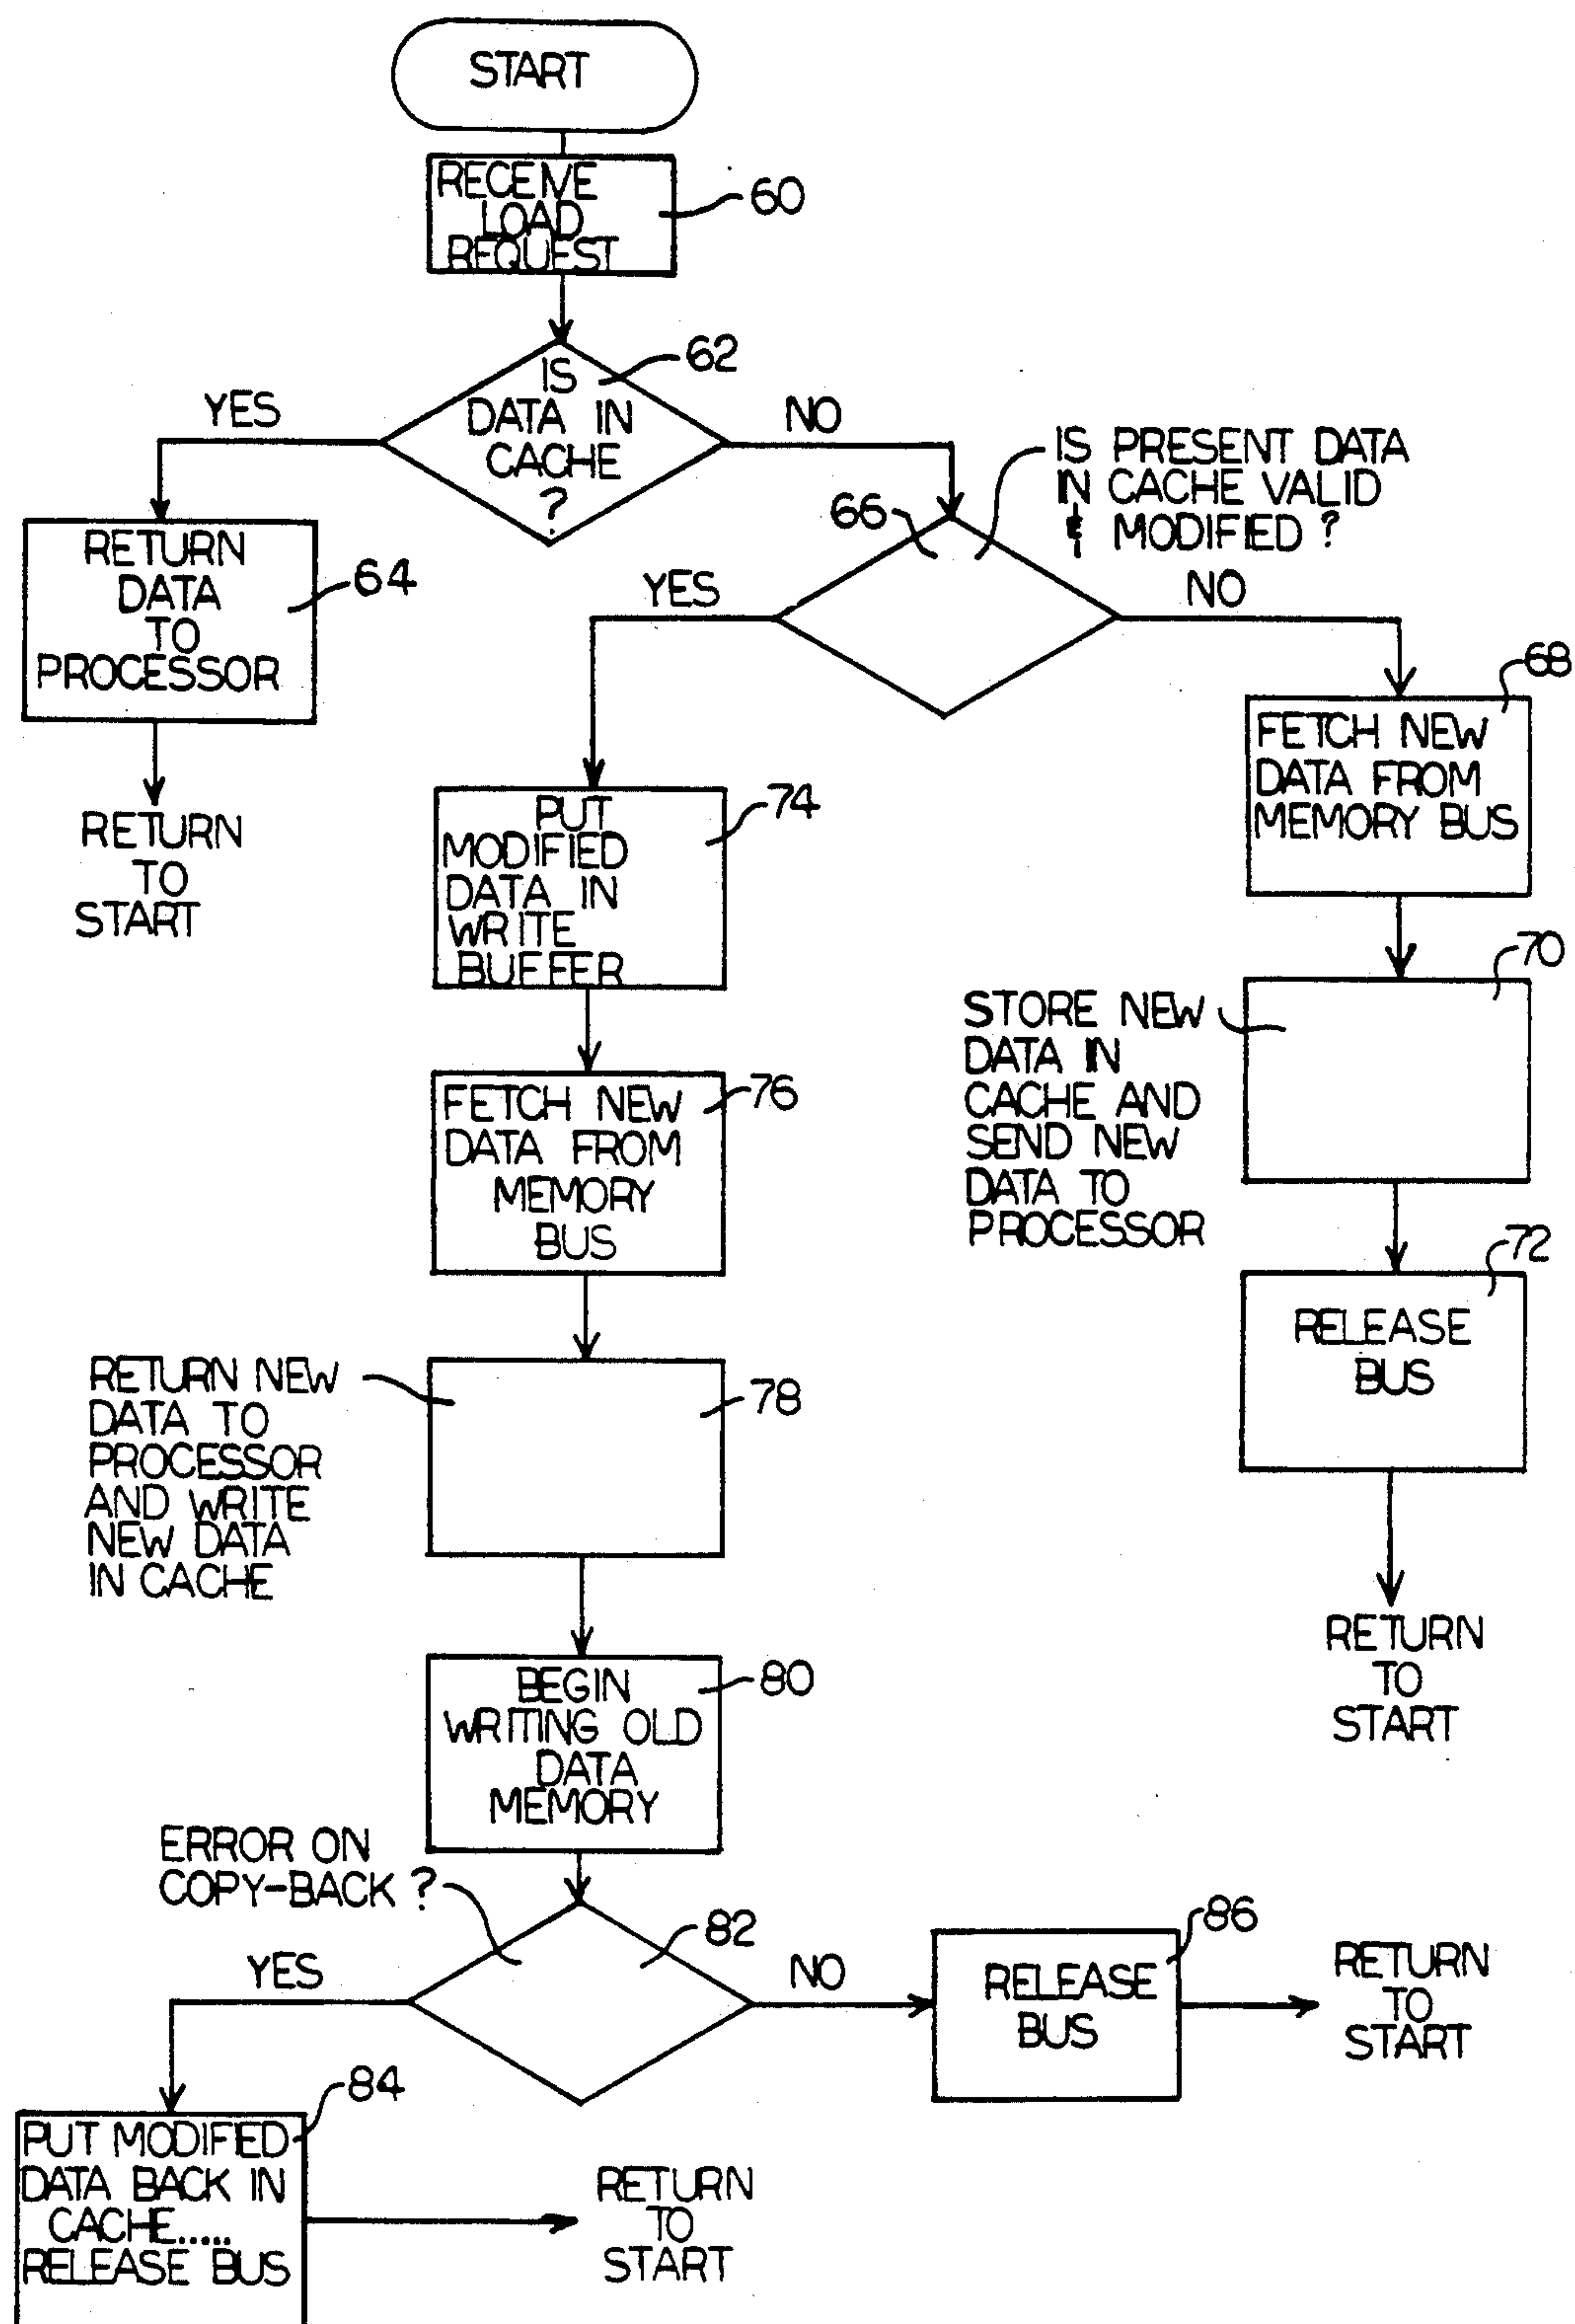 START
RECEIVE
LOAD
REQUEST
60
IS
DATA IN
CACHE
?
62
YES
NO
RETURN
DATA
TO
PROCESSOR
64
RETURN
TO
START
IS PRESENT DATA
IN CACHE VALID
& MODIFIED ?
66
YES
NO
FETCH NEW
DATA FROM
MEMORY BUS
68
PUT
MODIFIED
DATA IN
WRITE
BUFFER
74
STORE NEW
DATA IN
CACHE AND
SEND NEW
DATA TO
PROCESSOR
70
FETCH NEW
DATA FROM
MEMORY
BUS
76
RELEASE
BUS
72
RETURN NEW
DATA TO
PROCESSOR
AND WRITE
NEW DATA
IN CACHE
78
RETURN
TO
START
BEGIN
WRITING OLD
DATA
MEMORY
80
ERROR ON
COPY-BACK ?
82
YES
NO
RELEASE
BUS
86
RETURN
TO
START
PUT MODIFIED
DATA BACK IN
CACHE.....
RELEASE BUS
84
RETURN
TO
START